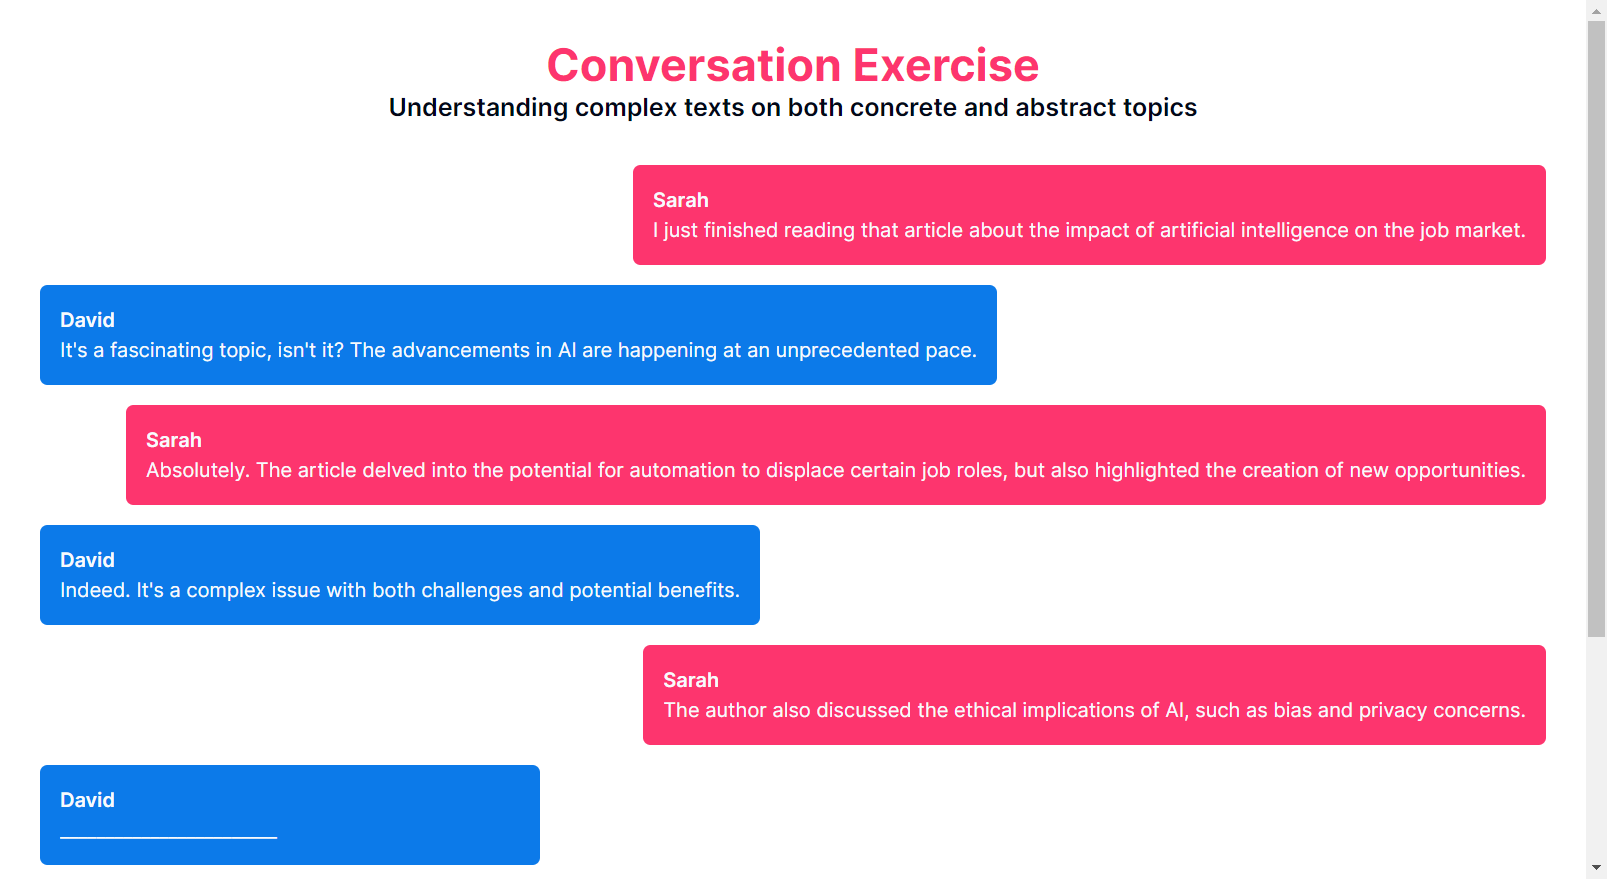 Conversation Exercise
Understanding complex texts on both concrete and abstract topics
Sarah
I just finished reading that article about the impact of artificial intelligence on the job market.
David
It's a fascinating topic, isn't it? The advancements in AI are happening at an unprecedented pace.
Sarah
Absolutely. The article delved into the potential for automation to displace certain job roles, but also highlighted the creation of new opportunities.
David
Indeed. It's a complex issue with both challenges and potential benefits.
Sarah
The author also discussed the ethical implications of AI, such as bias and privacy concerns.
David
______________________